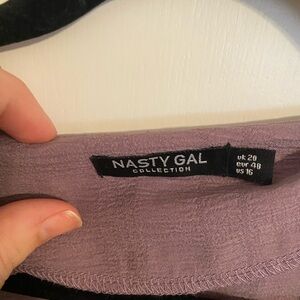 NASTY GAL
COLLECTION
uk 20
eur 48
us 16